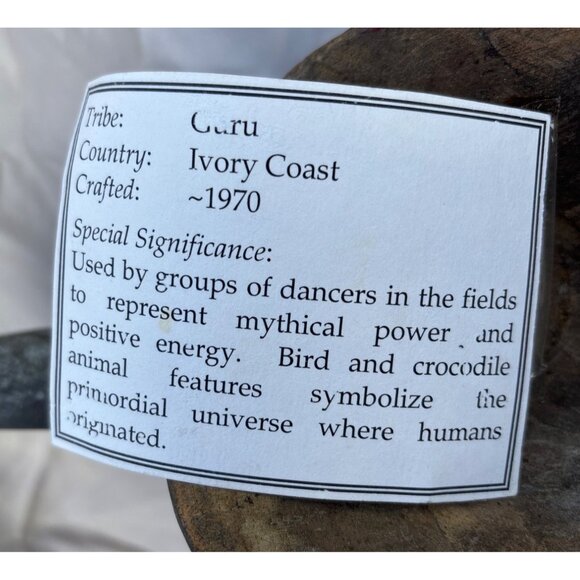 Tribe: Guru
Country: Ivory Coast
Crafted: ~1970
Special Significance:
Used by groups of dancers in the fields
to represent mythical power and
positive energy. Bird and crocodile
animal features symbolize the
primordial universe where humans
originated.